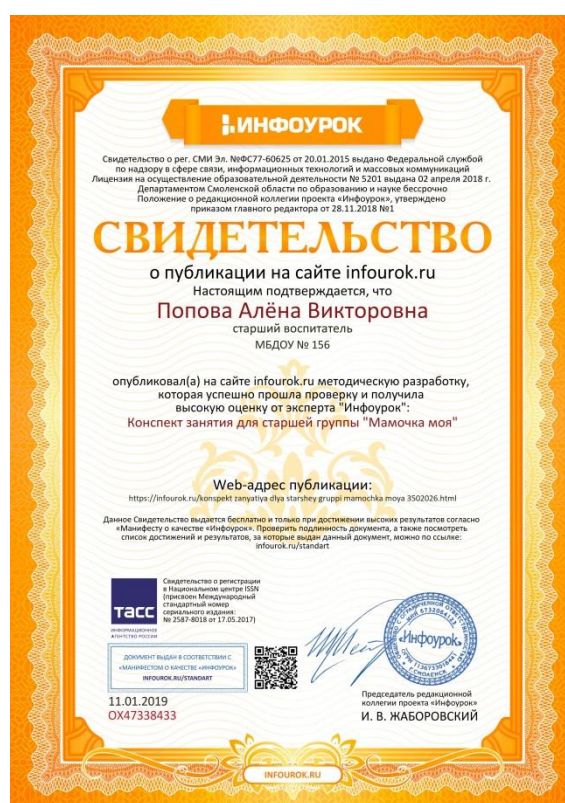 ИНФОУРОК
Свидетельство о рег. СМИ Эл. №ФС77-60625 от 20.01.2015 выдано Федеральной службой
по надзору в сфере связи, информационных технологий и массовых коммуникаций
Лицензия на осуществление образовательной деятельности № 5201 выдана 02 апреля 2018 г.
Департаментом Смоленской области по образованию и науке бессрочно
Положение о редакционной коллегии проекта «Инфоурок», утверждено
приказом главного редактора от 28.11.2018 №1
СВИДЕТЕЛЬСТВО
о публикации на сайте infourok.ru
Настоящим подтверждается, что
Попова Алёна Викторовна
старший воспитатель
МБДОУ № 156
опубликовал(а) на сайте infourok.ru методическую разработку,
которая успешно прошла проверку и получила
высокую оценку от эксперта "Инфоурок":
Конспект занятия для старшей группы "Мамочка моя"
Web-адрес публикации:
https://infourok.ru/konspekt zanyatiya dlya starshey gruppi mamochka moya 3502026.html
Данное Свидетельство выдается бесплатно и только при достижении высоких результатов согласно
«Манифесту о качестве «Инфоурок». Проверить подлинность документа, а также посмотреть
список достижений и результатов, за которые выдан данный документ, можно по ссылке:
infourok.ru/standart
ТАСС
ИНФОРМАЦИОННОЕ
АГЕНТСТВО РОССИИ
Свидетельство о регистрации
в Национальном центре ISSN
(присвоен Международный
стандартный номер
сериального издания:
№ 2587-8018 от 17.05.2017)
ДОКУМЕНТ ВЫДАН В СООТВЕТСТВИИ С
«МАНИФЕСТОМ О КАЧЕСТВЕ «ИНФОУРОК»
INFOUROK.RU/STANDART
«Инфоурок»
11.01.2019
ОХ47338433
Председатель редакционной
коллегии проекта «Инфоурок»
И. В. ЖАБОРОВСКИЙ
INFOUROK.RU